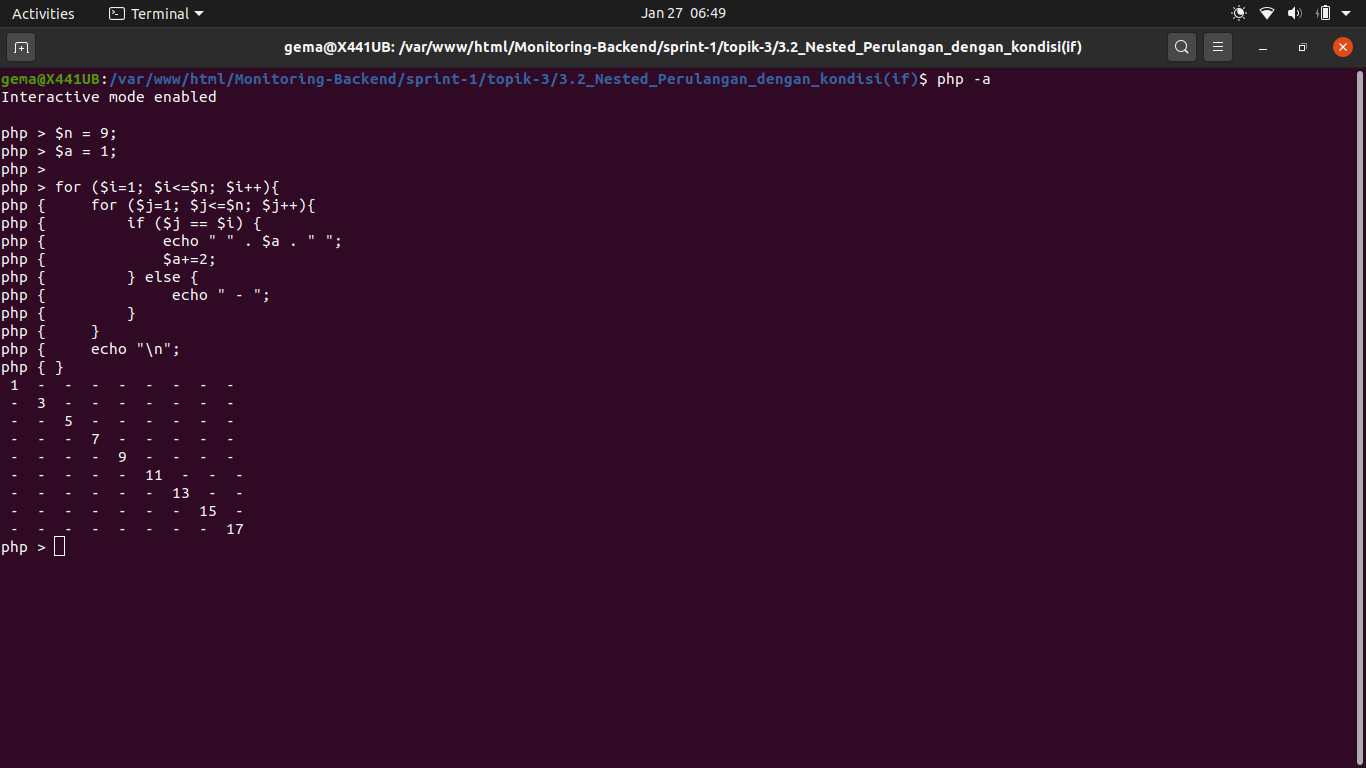 Activities Terminal Jan 27 06:49
gema@X441UB: /var/www/html/Monitoring-Backend/sprint-1/topik-3/3.2_Nested_Perulangan_dengan_kondisi(if)
gema@X441UB:/var/www/html/Monitoring-Backend/sprint-1/topik-3/3.2_Nested_Perulangan_dengan_kondisi(if)$ php -a
Interactive mode enabled

php > $n = 9;
php > $a = 1;
php >
php > for ($i=1; $i<=$n; $i++){
php {     for ($j=1; $j<=$n; $j++){
php {         if ($j == $i) {
php {             echo " " . $a . " ";
php {             $a+=2;
php {         } else {
php {              echo " - ";
php {         }
php {     }
php {     echo "\n";
php { }
 1  -  -  -  -  -  -  -  - 
 -  3  -  -  -  -  -  -  - 
 -  -  5  -  -  -  -  -  - 
 -  -  -  7  -  -  -  -  - 
 -  -  -  -  9  -  -  -  - 
 -  -  -  -  -  11  -  -  - 
 -  -  -  -  -  -  13  -  - 
 -  -  -  -  -  -  -  15  - 
 -  -  -  -  -  -  -  -  17 
php >